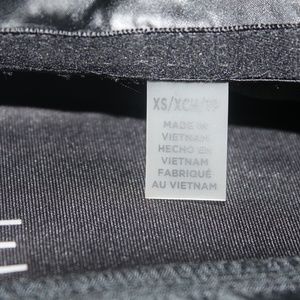 XS/XCH/TP
MADE IN
VIETNAM
HECHO EN
VIETNAM
FABRIQUÉ
AU VIETNAM